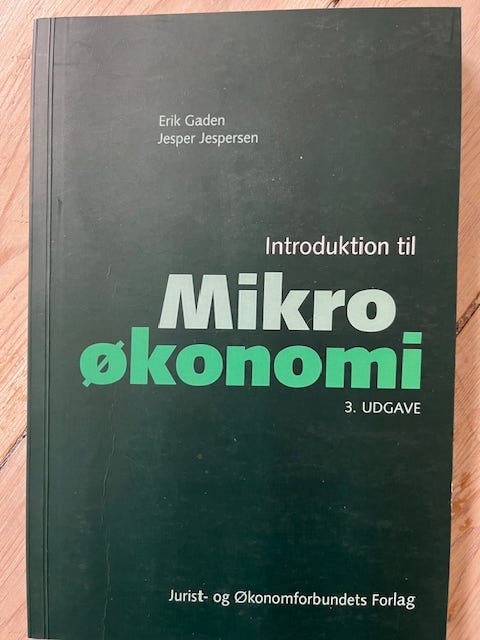 Erik Gaden
Jesper Jespersen
Introduktion til
Mikro
økonomi
3. UDGAVE
Jurist- og Økonomforbundets Forlag